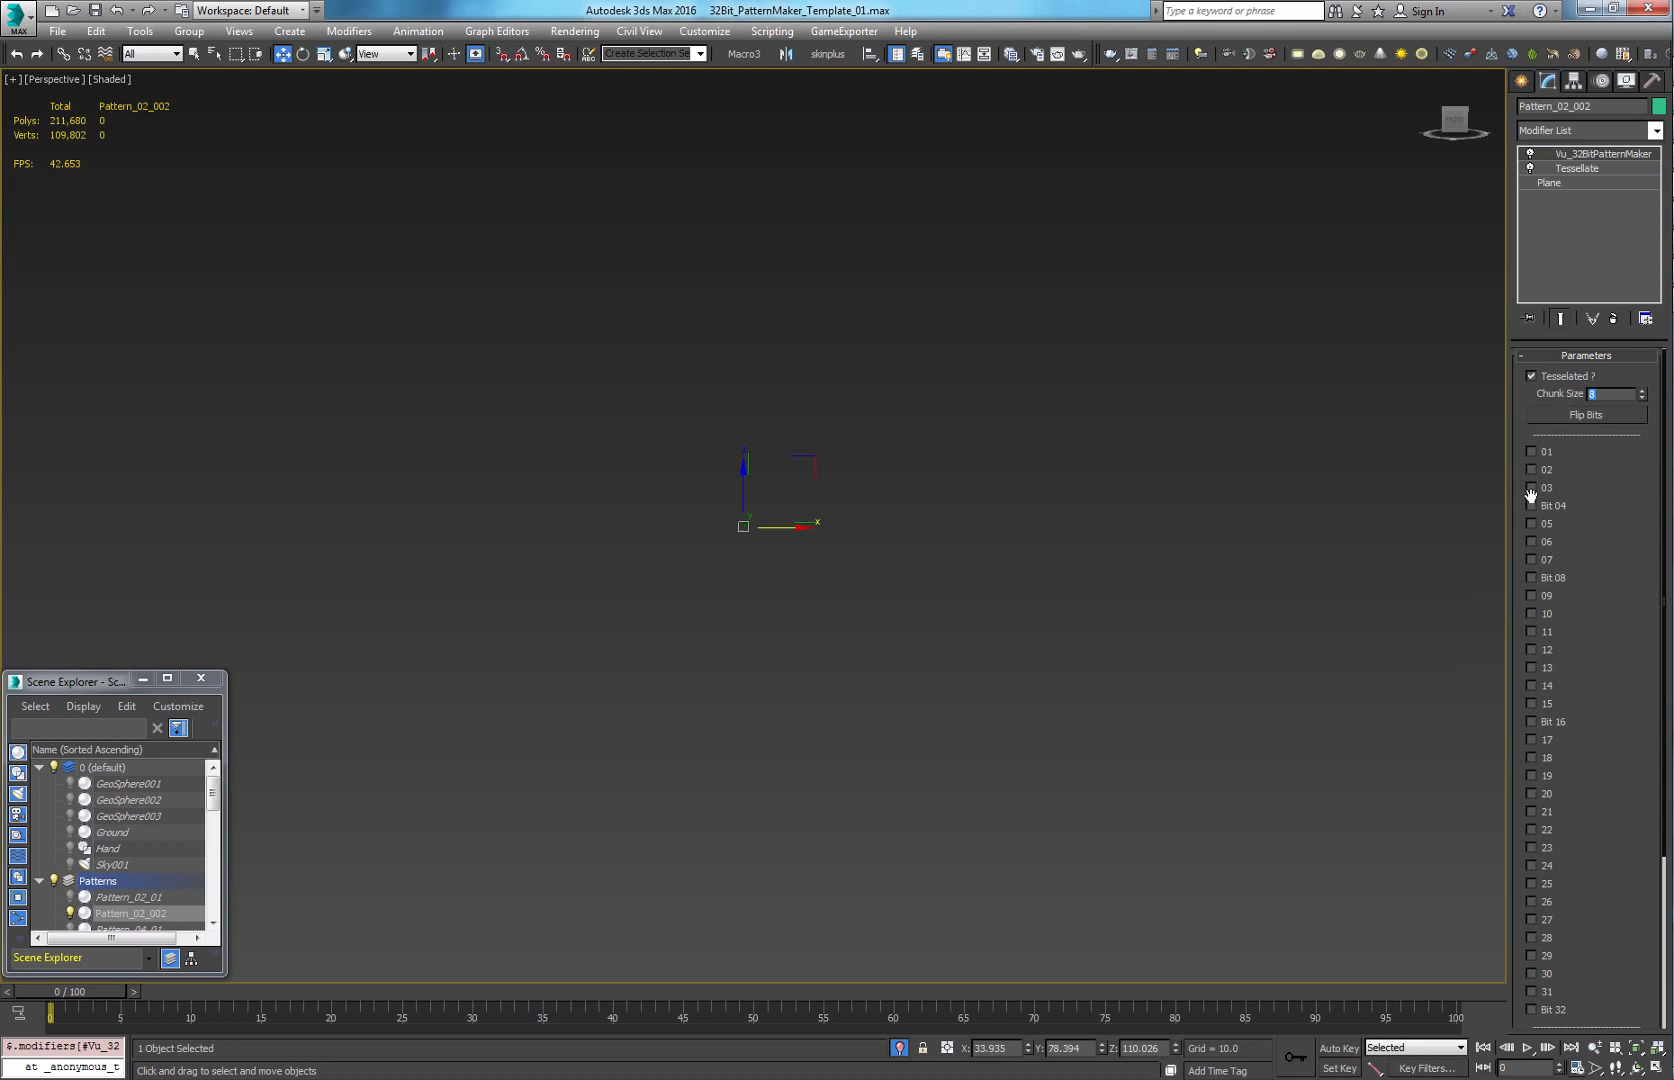 MAX
Workspace: Default
Autodesk 3ds Max 2016 32Bit_PatternMaker_Template_01.max
Type a keyword or phrase
Sign In
File Edit Tools Group Views Create Modifiers Animation Graph Editors Rendering Civil View Customize Scripting GameExporter Help
All
View
Create Selection Se
Macro3
skinplus
[+] [Perspective] [Shaded]
Total Pattern_02_002
Polys: 211,680 0
Verts: 109,802 0
FPS: 42.653
FRONT
z
y
x
Pattern_02_002
Modifier List
Vu_32BitPatternMaker
Tessellate
Plane
Parameters
Tesselated ?
Chunk Size 8
Flip Bits
01
02
03
Bit 04
05
06
07
Bit 08
09
10
11
12
13
14
15
Bit 16
17
18
19
20
21
22
23
24
25
26
27
28
29
30
31
Bit 32
Scene Explorer - Sc...
Select Display Edit Customize
Name (Sorted Ascending)
0 (default)
GeoSphere001
GeoSphere002
GeoSphere003
Ground
Hand
Sky001
Patterns
Pattern_02_01
Pattern_02_002
Pattern_04_01
Scene Explorer
0 / 100
0 5 10 15 20 25 30 35 40 45 50 55 60 65 70 75 80 85 90 95 100
$.modifiers[#Vu_32
at _anonymous_t
1 Object Selected
Click and drag to select and move objects
X: 33.935 Y: 78.394 Z: 110.026
Grid = 10.0
Add Time Tag
Auto Key Selected
Set Key Key Filters...
0